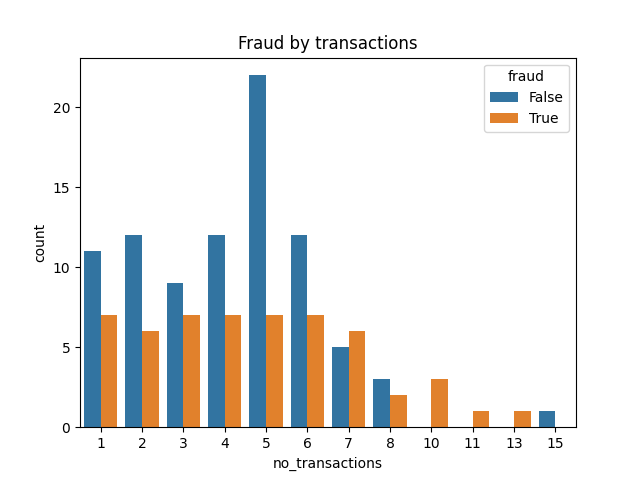 Fraud by transactions
fraud
False
True
20
15
10
5
0
count
1 2 3 4 5 6 7 8 10 11 13 15
no_transactions